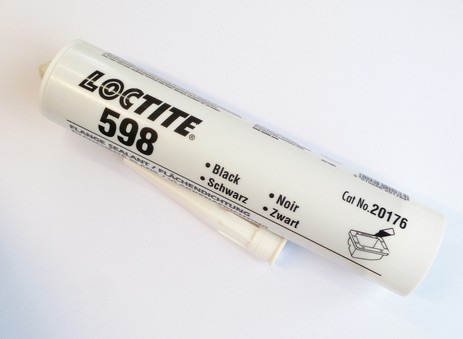 LOCTITE®
598
• Black
• Schwarz
• Noir
• Zwart
Cat No.20176
FLANGE SEALANT / FLÄCHENDICHTUNG